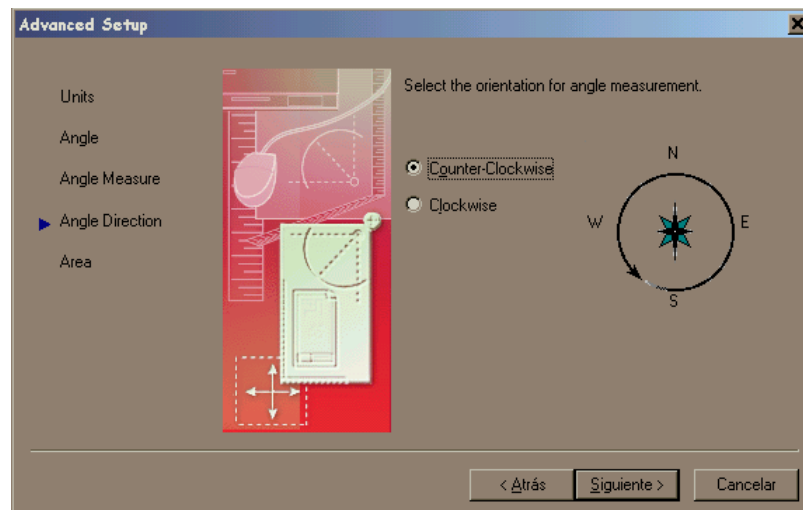 Advanced Setup
Units
Angle
Angle Measure
Angle Direction
Area
Select the orientation for angle measurement.
Counter-Clockwise
Clockwise
N
W
E
S
< Atrás
Siguiente >
Cancelar